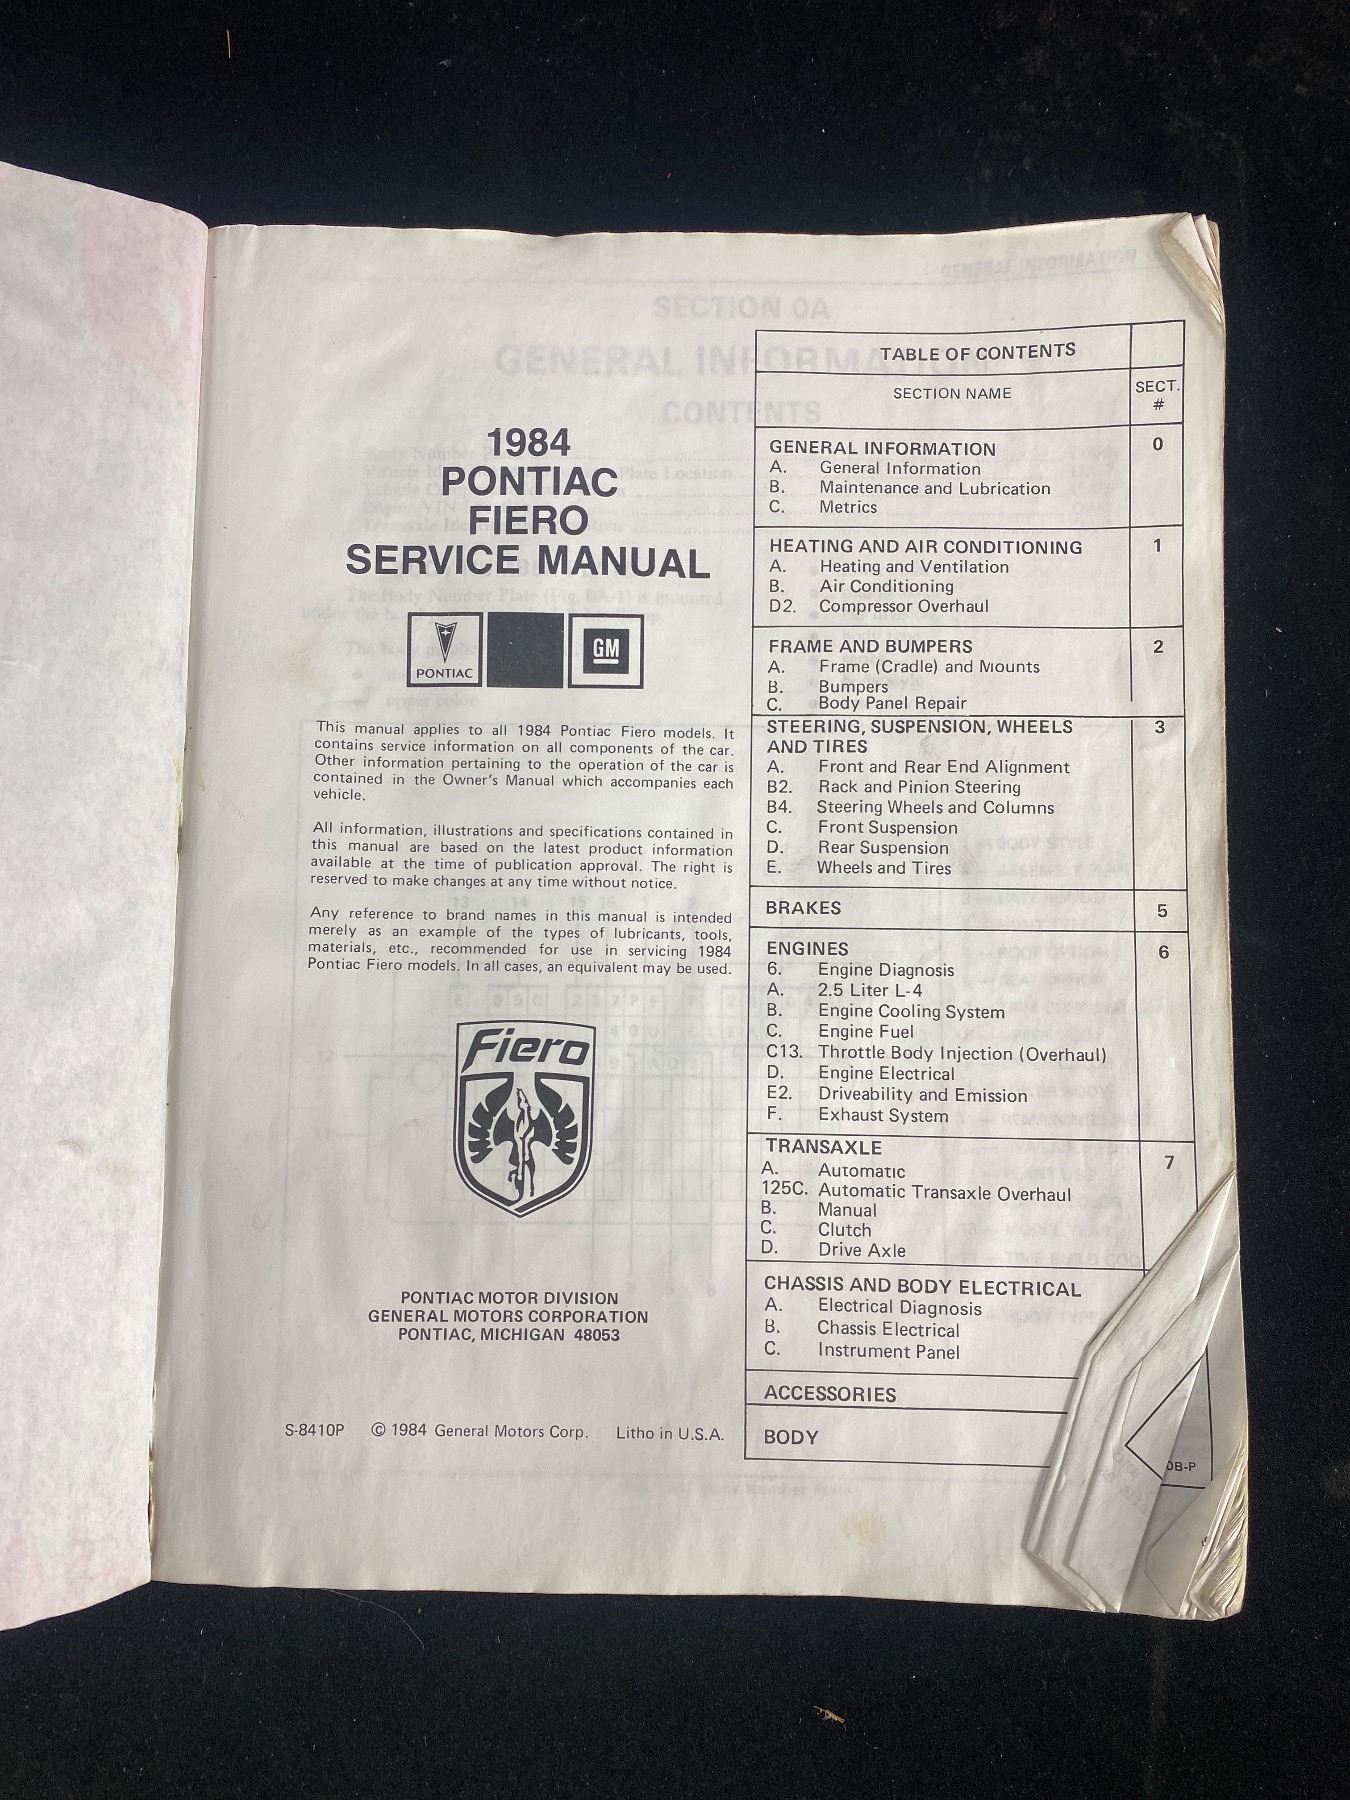 1984
PONTIAC
FIERO
SERVICE MANUAL
PONTIAC
GM
This manual applies to all 1984 Pontiac Fiero models. It
contains service information on all components of the car.
Other information pertaining to the operation of the car is
contained in the Owner's Manual which accompanies each
vehicle.
All information, illustrations and specifications contained in
this manual are based on the latest product information
available at the time of publication approval. The right is
reserved to make changes at any time without notice.
Any reference to brand names in this manual is intended
merely as an example of the types of lubricants, tools,
materials, etc., recommended for use in servicing 1984
Pontiac Fiero models. In all cases, an equivalent may be used.
Fiero
PONTIAC MOTOR DIVISION
GENERAL MOTORS CORPORATION
PONTIAC, MICHIGAN 48053
S-8410P © 1984 General Motors Corp. Litho in U.S.A.
TABLE OF CONTENTS
SECTION NAME SECT. #
GENERAL INFORMATION 0
A. General Information
B. Maintenance and Lubrication
C. Metrics
HEATING AND AIR CONDITIONING 1
A. Heating and Ventilation
B. Air Conditioning
D2. Compressor Overhaul
FRAME AND BUMPERS 2
A. Frame (Cradle) and Mounts
B. Bumpers
C. Body Panel Repair
STEERING, SUSPENSION, WHEELS 3
AND TIRES
A. Front and Rear End Alignment
B2. Rack and Pinion Steering
B4. Steering Wheels and Columns
C. Front Suspension
D. Rear Suspension
E. Wheels and Tires
BRAKES 5
ENGINES 6
6. Engine Diagnosis
A. 2.5 Liter L-4
B. Engine Cooling System
C. Engine Fuel
C13. Throttle Body Injection (Overhaul)
D. Engine Electrical
E2. Driveability and Emission
F. Exhaust System
TRANSAXLE 7
A. Automatic
125C. Automatic Transaxle Overhaul
B. Manual
C. Clutch
D. Drive Axle
CHASSIS AND BODY ELECTRICAL
A. Electrical Diagnosis
B. Chassis Electrical
C. Instrument Panel
ACCESSORIES
BODY